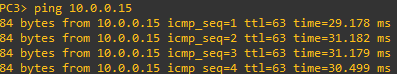 PC3> ping 10.0.0.15
84 bytes from 10.0.0.15 icmp_seq=1 ttl=63 time=29.178 ms
84 bytes from 10.0.0.15 icmp_seq=2 ttl=63 time=31.182 ms
84 bytes from 10.0.0.15 icmp_seq=3 ttl=63 time=31.179 ms
84 bytes from 10.0.0.15 icmp_seq=4 ttl=63 time=30.499 ms